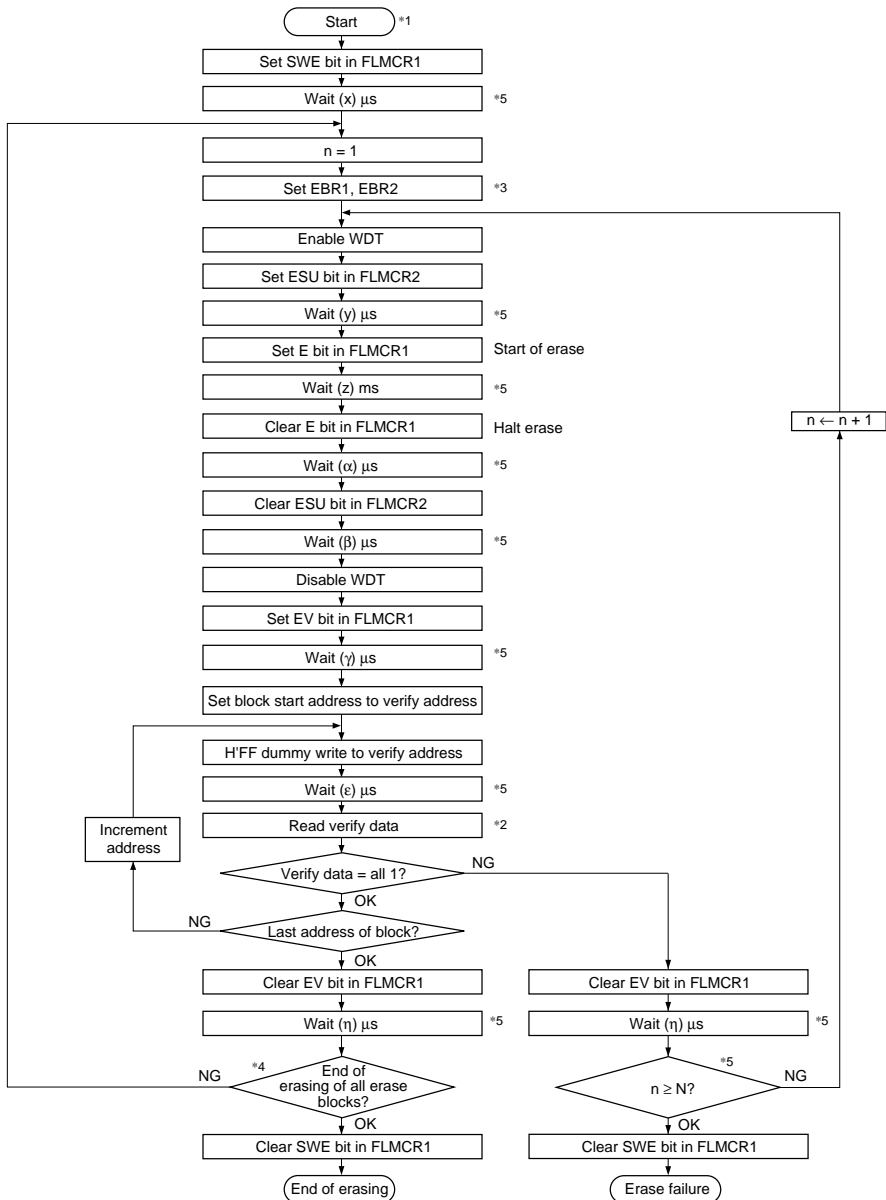 Start
*1
Set SWE bit in FLMCR1
Wait (x) μs
*5
n = 1
Set EBR1, EBR2
*3
Enable WDT
Set ESU bit in FLMCR2
Wait (y) μs
*5
Set E bit in FLMCR1
Start of erase
Wait (z) ms
*5
n ← n + 1
Clear E bit in FLMCR1
Halt erase
Wait (α) μs
*5
Clear ESU bit in FLMCR2
Wait (β) μs
*5
Disable WDT
Set EV bit in FLMCR1
Wait (γ) μs
*5
Set block start address to verify address
H'FF dummy write to verify address
Wait (ε) μs
*5
Increment
address
Read verify data
*2
Verify data = all 1?
NG
OK
Last address of block?
NG
OK
Clear EV bit in FLMCR1
Clear EV bit in FLMCR1
Wait (η) μs
*5
Wait (η) μs
*5
NG
*4
End of
erasing of all erase
blocks?
*5
n ≥ N?
NG
OK
OK
Clear SWE bit in FLMCR1
Clear SWE bit in FLMCR1
End of erasing
Erase failure